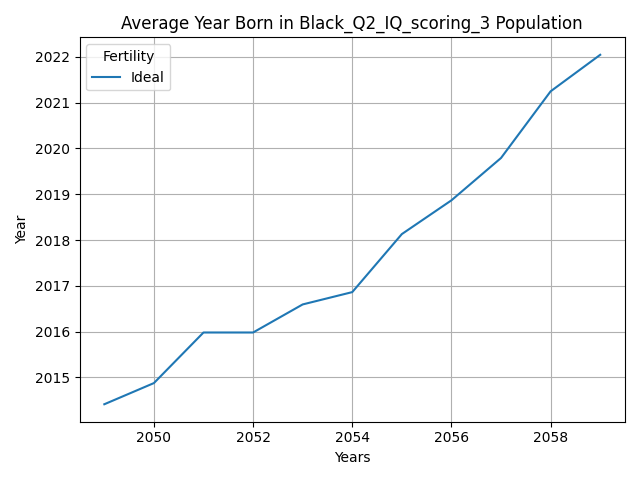 Average Year Born in Black_Q2_IQ_scoring_3 Population
Fertility
Ideal
2022
2021
2020
2019
2018
2017
2016
2015
Year
2050 2052 2054 2056 2058
Years